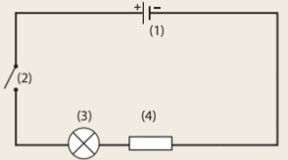 + −
(1)
(2)
(3) (4)